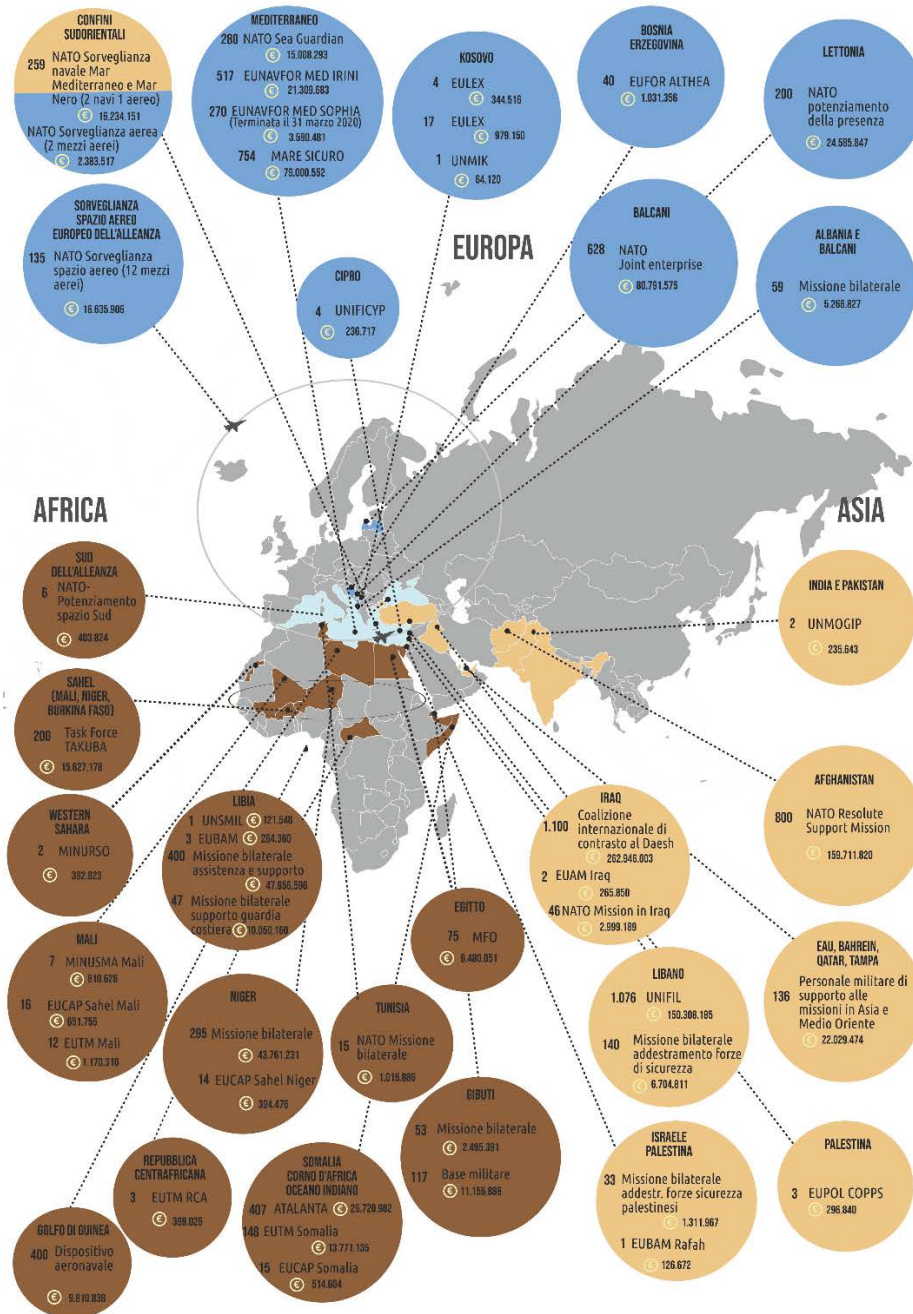 CONFINI
SUDORIENTALI
259 NATO Sorveglianza
navale Mar
Mediterraneo e Mar
Nero (2 navi 1 aereo)
€ 16.234.151
NATO Sorveglianza aerea
(2 mezzi aerei)
€ 2.383.517
MEDITERRANEO
280 NATO Sea Guardian
€ 15.008.293
517 EUNAVFOR MED IRINI
€ 21.309.683
270 EUNAVFOR MED SOPHIA
(Terminata il 31 marzo 2020)
€ 3.590.481
754 MARE SICURO
€ 79.000.552
KOSOVO
4 EULEX
€ 344.516
17 EULEX
€ 979.150
1 UNMIK
€ 64.120
BOSNIA
ERZEGOVINA
40 EUFOR ALTHEA
€ 1.031.356
LETTONIA
200 NATO
potenziamento
della presenza
€ 24.585.847
SORVEGLIANZA
SPAZIO AEREO
EUROPEO DELL'ALLEANZA
135 NATO Sorveglianza
spazio aereo (12 mezzi
aerei)
€ 16.635.906
EUROPA
CIPRO
4 UNIFICYP
€ 236.717
BALCANI
628 NATO
Joint enterprise
€ 80.791.575
ALBANIA E
BALCANI
59 Missione bilaterale
€ 5.266.827
AFRICA
ASIA
SUD
DELL'ALLEANZA
6 NATO-
Potenziamento
spazio Sud
€ 403.824
INDIA E PAKISTAN
2 UNMOGIP
€ 235.643
SAHEL
(MALI, NIGER,
BURKINA FASO)
200 Task Force
TAKUBA
€ 15.627.178
AFGHANISTAN
800 NATO Resolute
Support Mission
€ 159.711.820
WESTERN
SAHARA
2 MINURSO
€ 382.823
LIBIA
1 UNSMIL € 121.548
3 EUBAM € 264.360
400 Missione bilaterale
assistenza e supporto
€ 47.856.596
47 Missione bilaterale
supporto guardia
costiera € 10.050.160
IRAQ
1.100 Coalizione
internazionale di
contrasto al Daesh
€ 262.946.003
2 EUAM Iraq
€ 265.850
46 NATO Mission in Iraq
€ 2.999.189
EGITTO
75 MFO
€ 6.480.051
MALI
7 MINUSMA Mali
€ 810.626
16 EUCAP Sahel Mali
€ 651.755
12 EUTM Mali
€ 1.170.310
EAU, BAHREIN,
QATAR, TAMPA
136 Personale militare di
supporto alle
missioni in Asia e
Medio Oriente
€ 22.029.474
LIBANO
1.076 UNIFIL
€ 150.308.185
140 Missione bilaterale
addestramento forze
di sicurezza
€ 6.704.811
NIGER
295 Missione bilaterale
€ 43.761.231
14 EUCAP Sahel Niger
€ 394.476
TUNISIA
15 NATO Missione
bilaterale
€ 1.015.886
GIBUTI
53 Missione bilaterale
€ 2.495.391
117 Base militare
€ 11.155.886
REPUBBLICA
CENTRAFRICANA
3 EUTM RCA
€ 399.026
SOMALIA
CORNO D'AFRICA
OCEANO INDIANO
407 ATALANTA € 26.720.982
148 EUTM Somalia
€ 13.771.135
15 EUCAP Somalia
€ 514.604
ISRAELE
PALESTINA
33 Missione bilaterale
addestr. forze sicurezza
palestinesi
€ 1.311.967
1 EUBAM Rafah
€ 126.672
PALESTINA
3 EUPOL COPPS
€ 296.840
GOLFO DI GUINEA
400 Dispositivo
aeronavale
€ 9.810.838